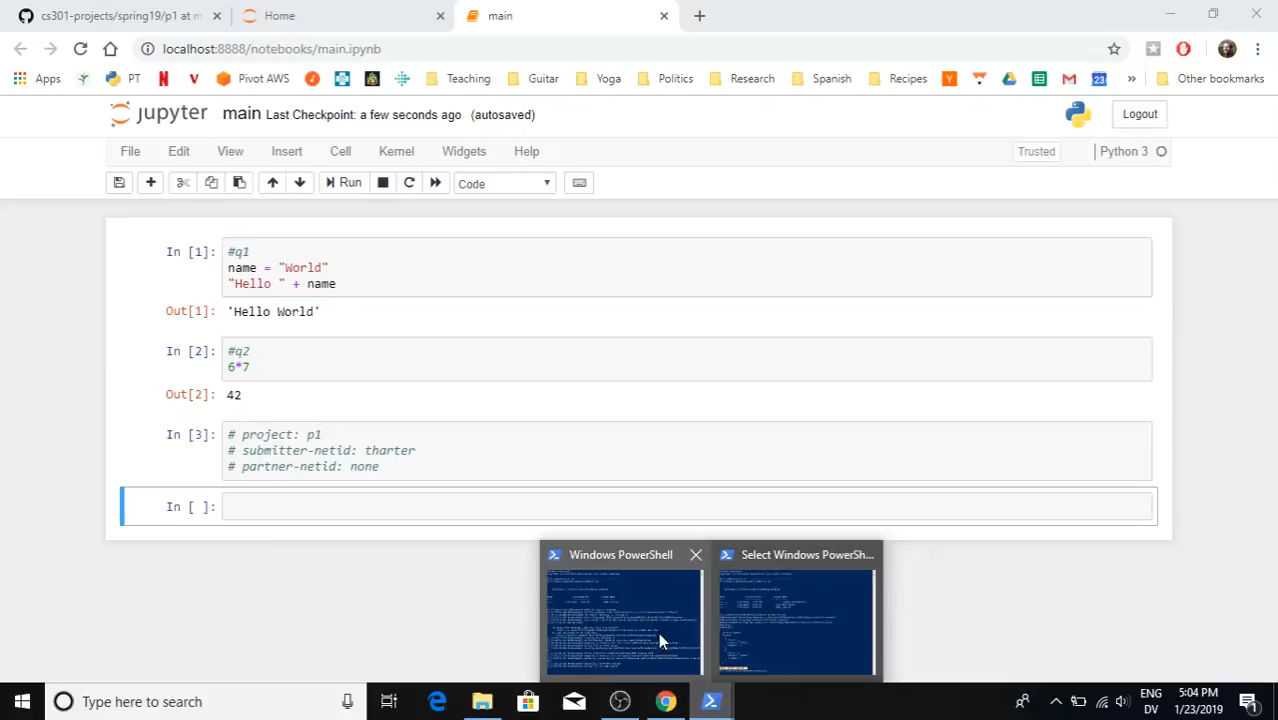 cs301-projects/spring19/p1 at m
Home
main
localhost:8888/notebooks/main.ipynb
Apps
PT
Pivot AWS
Teaching
Guitar
Yoga
Politics
Research
Spanish
Recipes
23
»
Other bookmarks
jupyter
main Last Checkpoint: a few seconds ago (autosaved)
Logout
File Edit View Insert Cell Kernel Widgets Help
Trusted
Python 3
Run
Code
In [1]:
#q1
name = "World"
"Hello " + name
Out[1]:
'Hello World'
In [2]:
#q2
6*7
Out[2]:
42
In [3]:
# project: p1
# submitter-netid: tharter
# partner-netid: none
In [ ]:
Windows PowerShell
Select Windows PowerSh...
Type here to search
ENG
DV
5:04 PM
1/23/2019